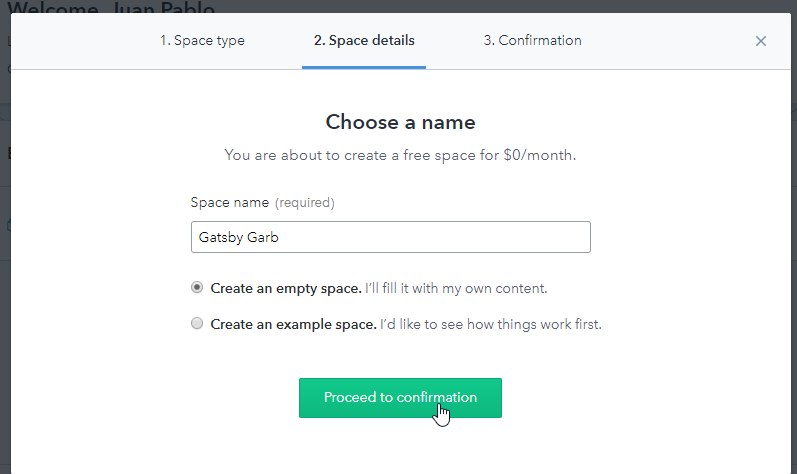 Welcome, Juan Pablo
1. Space type 2. Space details 3. Confirmation
Choose a name
You are about to create a free space for $0/month.
Space name (required)
Gatsby Garb
Create an empty space. I'll fill it with my own content.
Create an example space. I'd like to see how things work first.
Proceed to confirmation